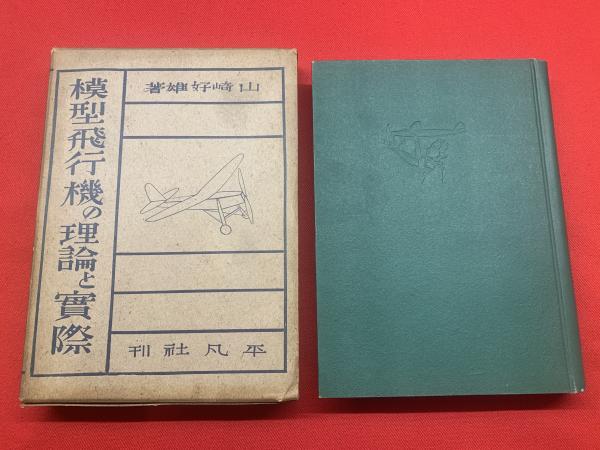 山崎好雄著
模型飛行機の理論と實際
平凡社刊